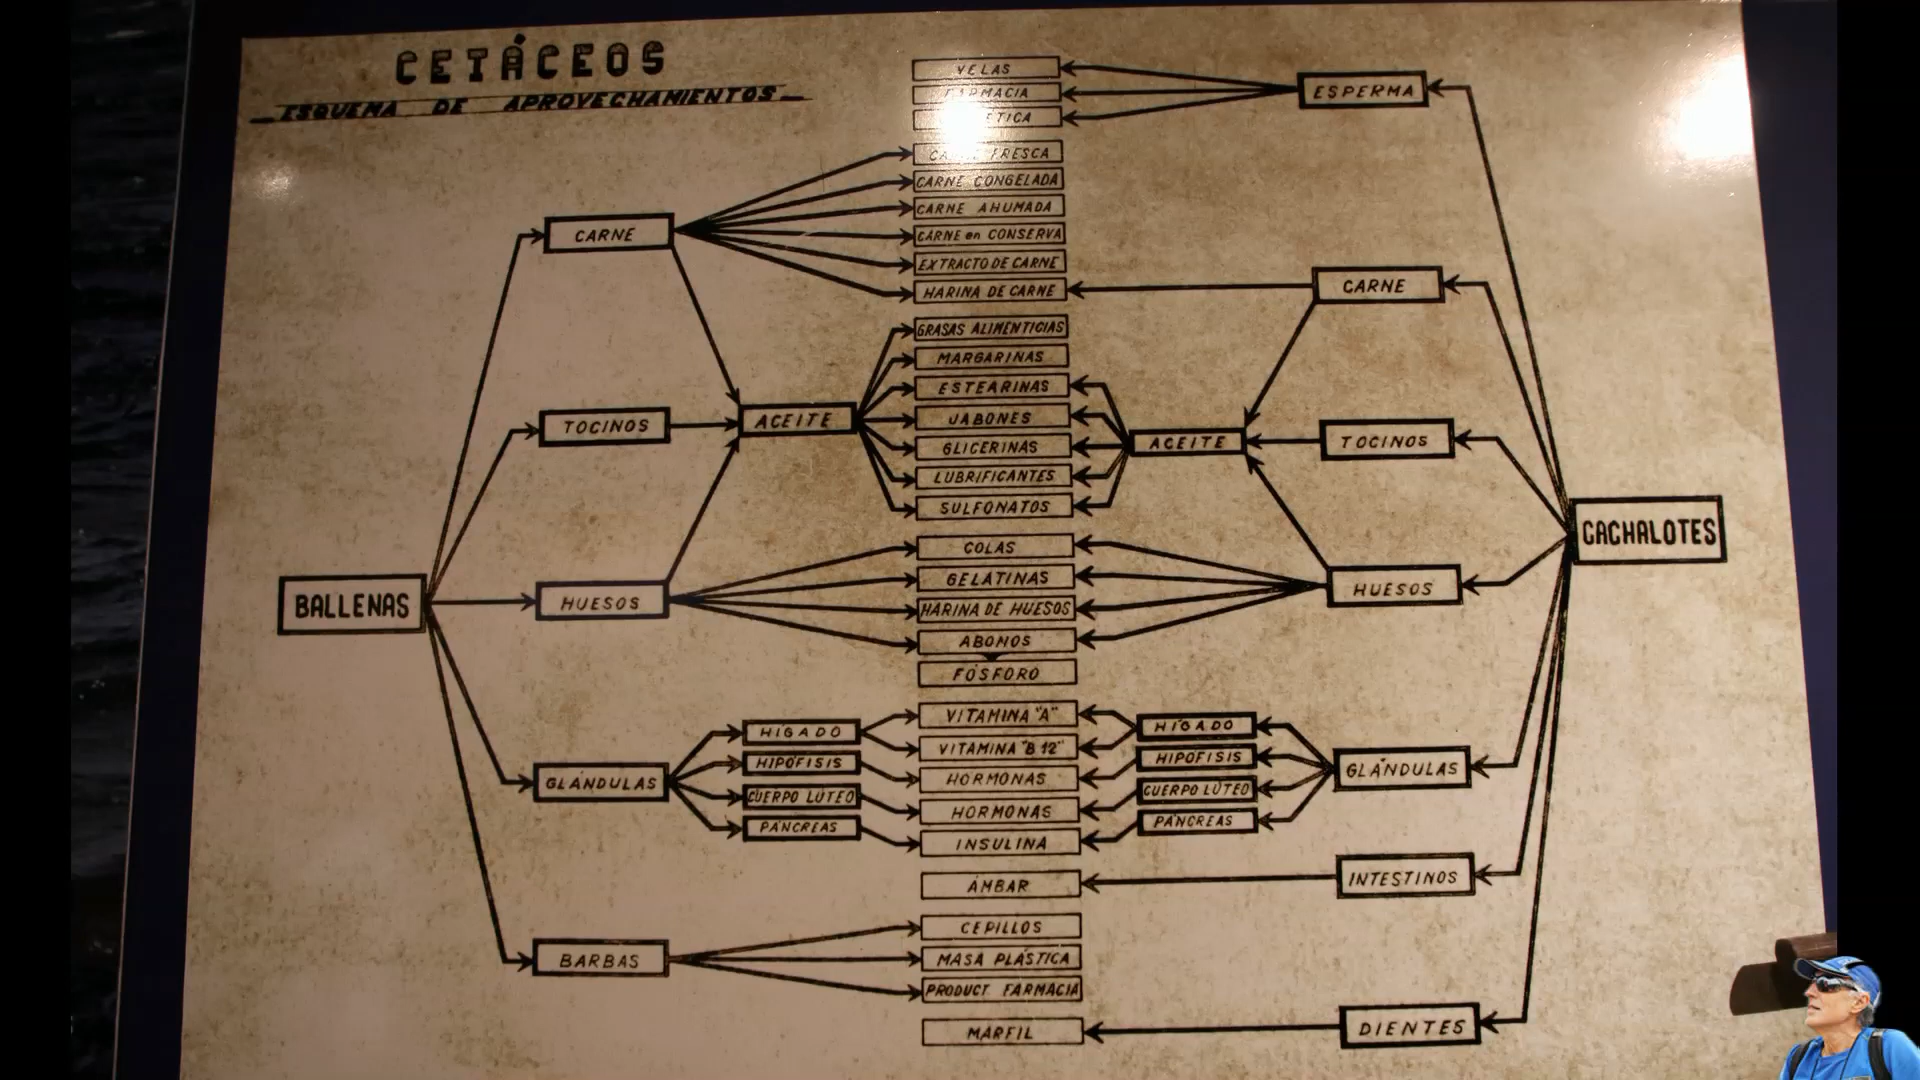 CETÁCEOS
ESQUEMA DE APROVECHAMIENTOS
VELAS
ESPERMA
FARMACIA
CARNE FRESCA
CARNE CONGELADA
CARNE AHUMADA
CARNE
CARNE en CONSERVA
EXTRACTO DE CARNE
HARINA DE CARNE
CARNE
GRASAS ALIMENTICIAS
MARGARINAS
ESTEARINAS
TOCINOS
ACEITE
JABONES
ACEITE
TOCINOS
GLICERINAS
LUBRIFICANTES
SULFONATOS
CACHALOTES
COLAS
GELATINAS
BALLENAS
HUESOS
HARINA DE HUESOS
HUESOS
ABONOS
FÓSFORO
VITAMINA "A"
HÍGADO
HÍGADO
VITAMINA "B 12"
HIPÓFISIS
HIPÓFISIS
GLÁNDULAS
HORMONAS
GLÁNDULAS
CUERPO LÚTEO
HORMONAS
CUERPO LÚTEO
PÁNCREAS
INSULINA
PÁNCREAS
ÁMBAR
INTESTINOS
CEPILLOS
BARBAS
MASA PLÁSTICA
PRODUCT FARMACIA
MARFIL
DIENTES